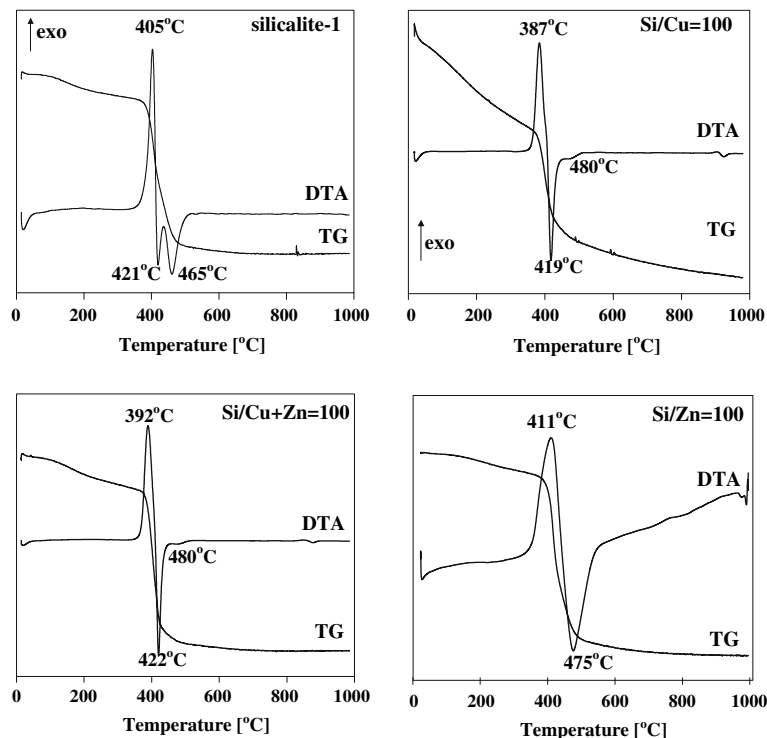 405°C
silicalite-1
exo
DTA
TG
421°C
465°C
0 200 400 600 800 1000
Temperature [°C]
387°C
Si/Cu=100
DTA
480°C
exo
TG
419°C
0 200 400 600 800 1000
Temperature [°C]
392°C
Si/Cu+Zn=100
DTA
480°C
TG
422°C
0 200 400 600 800 1000
Temperature [°C]
411°C
Si/Zn=100
DTA
TG
475°C
0 200 400 600 800 1000
Temperature [°C]